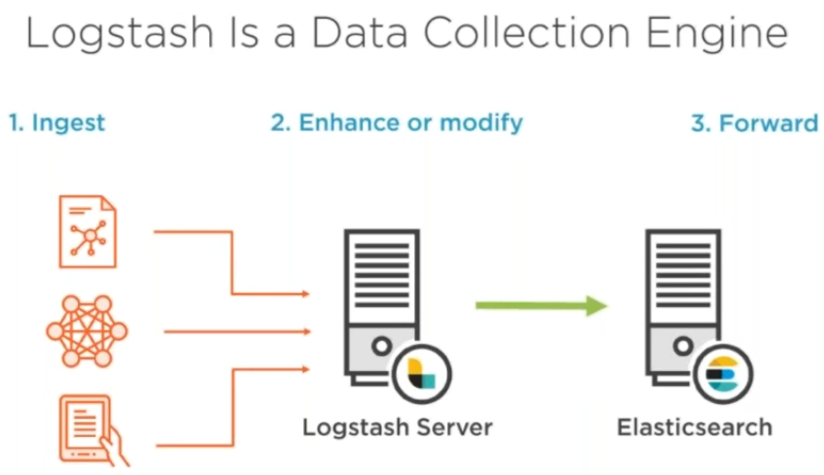 Logstash Is a Data Collection Engine
1. Ingest
2. Enhance or modify
3. Forward
Logstash Server
Elasticsearch